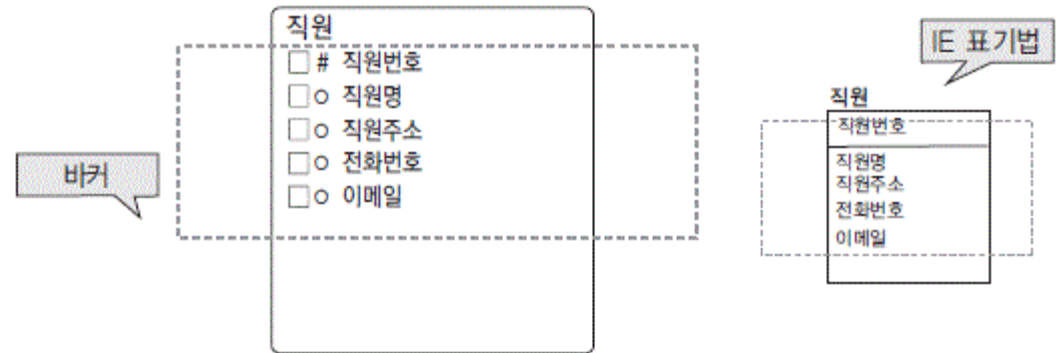 바커
직원
# 직원번호
o 직원명
o 직원주소
o 전화번호
o 이메일
IE 표기법
직원
직원번호
직원명
직원주소
전화번호
이메일